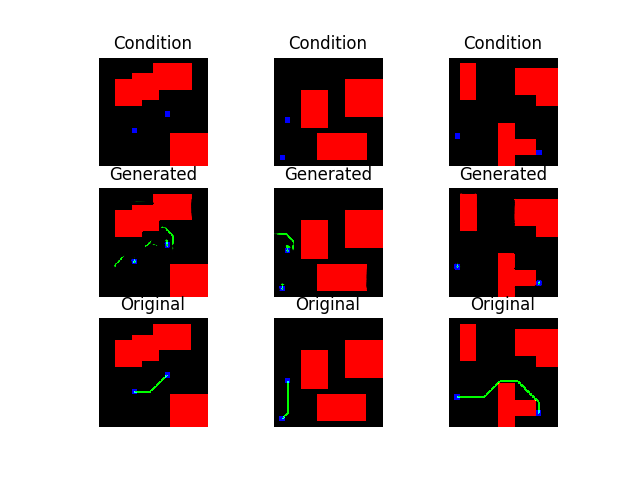 Condition Condition Condition
Generated Generated Generated
Original Original Original